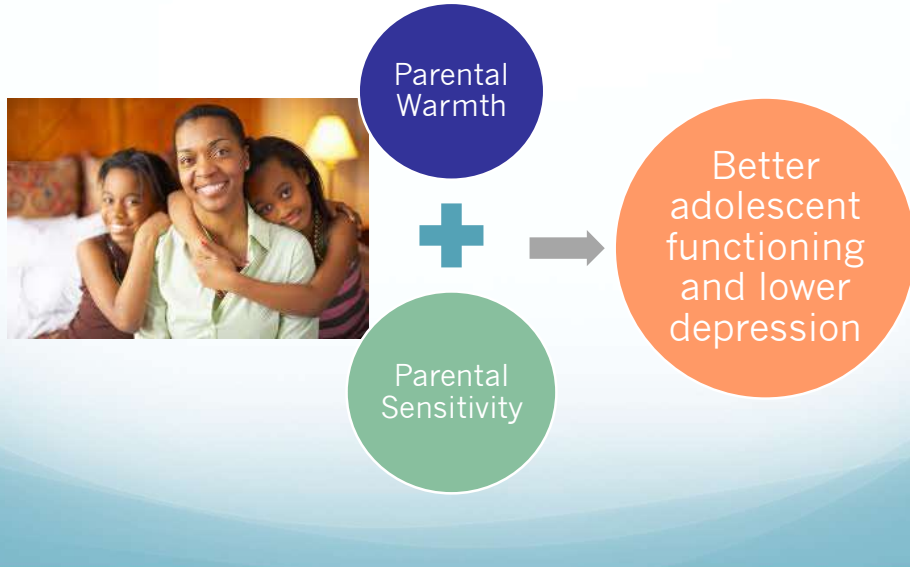 Parental
Warmth
Parental
Sensitivity
Better
adolescent
functioning
and lower
depression